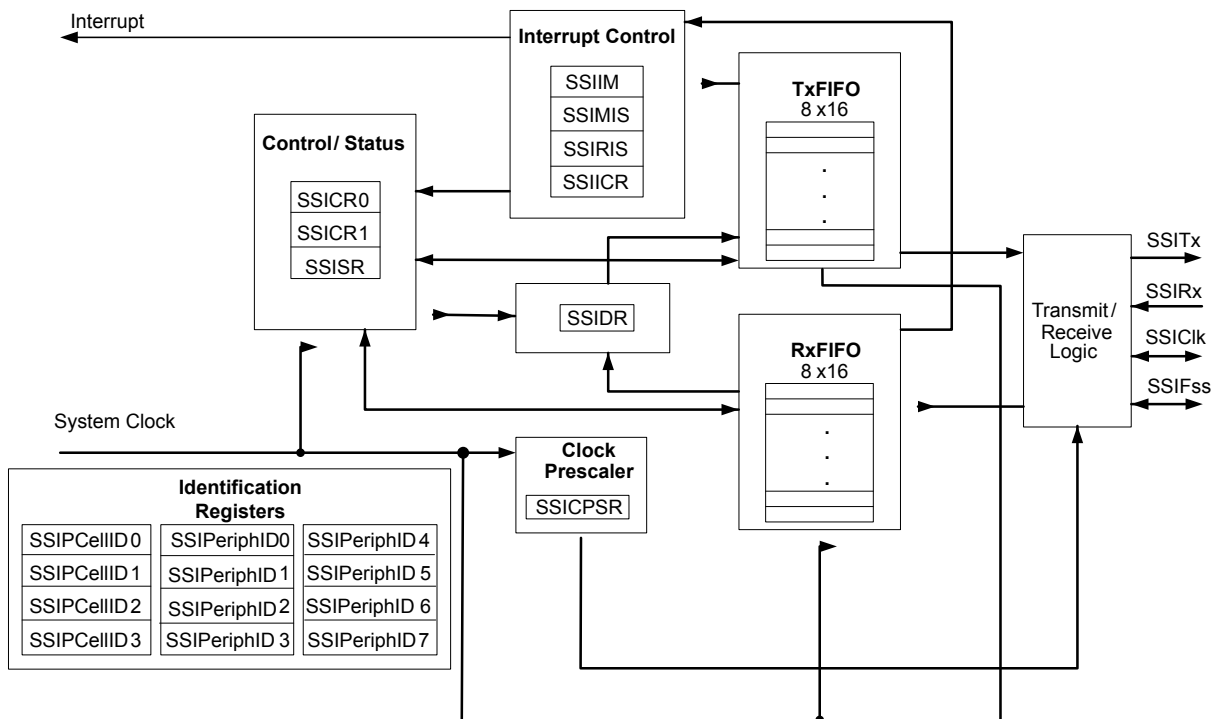 Interrupt
Interrupt Control
SSIIM
SSIMIS
SSIRIS
SSIICR
TxFIFO
8 x16
.
.
.
Control/ Status
SSICR0
SSICR1
SSISR
SSIDR
RxFIFO
8 x16
.
.
.
Transmit/
Receive
Logic
SSITx
SSIRx
SSIClk
SSIFss
System Clock
Clock
Prescaler
SSICPSR
Identification
Registers
SSIPCellID0 SSIPeriphID0 SSIPeriphID4
SSIPCellID1 SSIPeriphID1 SSIPeriphID5
SSIPCellID2 SSIPeriphID2 SSIPeriphID6
SSIPCellID3 SSIPeriphID3 SSIPeriphID7